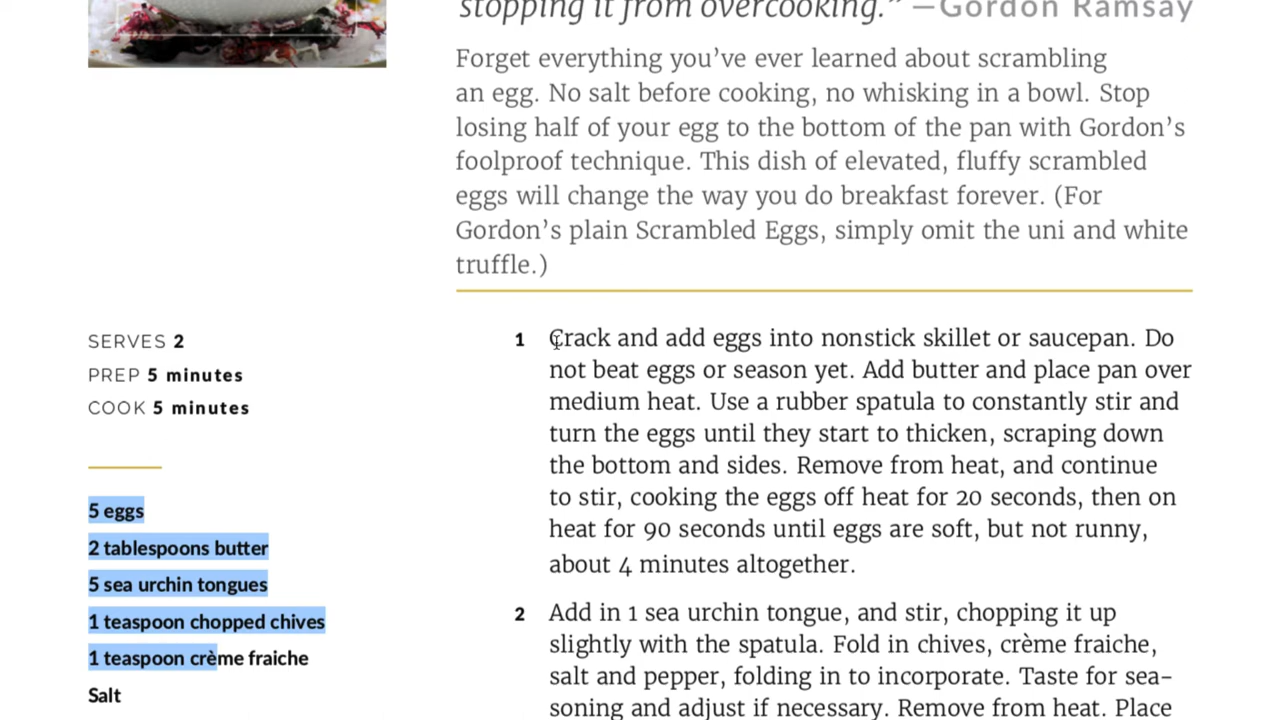 stopping it from overcooking.” —Gordon Ramsay
Forget everything you’ve ever learned about scrambling
an egg. No salt before cooking, no whisking in a bowl. Stop
losing half of your egg to the bottom of the pan with Gordon’s
foolproof technique. This dish of elevated, fluffy scrambled
eggs will change the way you do breakfast forever. (For
Gordon’s plain Scrambled Eggs, simply omit the uni and white
truffle.)
SERVES 2
PREP 5 minutes
COOK 5 minutes
5 eggs
2 tablespoons butter
5 sea urchin tongues
1 teaspoon chopped chives
1 teaspoon crème fraiche
Salt
1 Crack and add eggs into nonstick skillet or saucepan. Do
not beat eggs or season yet. Add butter and place pan over
medium heat. Use a rubber spatula to constantly stir and
turn the eggs until they start to thicken, scraping down
the bottom and sides. Remove from heat, and continue
to stir, cooking the eggs off heat for 20 seconds, then on
heat for 90 seconds until eggs are soft, but not runny,
about 4 minutes altogether.
2 Add in 1 sea urchin tongue, and stir, chopping it up
slightly with the spatula. Fold in chives, crème fraiche,
salt and pepper, folding in to incorporate. Taste for sea-
soning and adjust if necessary. Remove from heat. Place